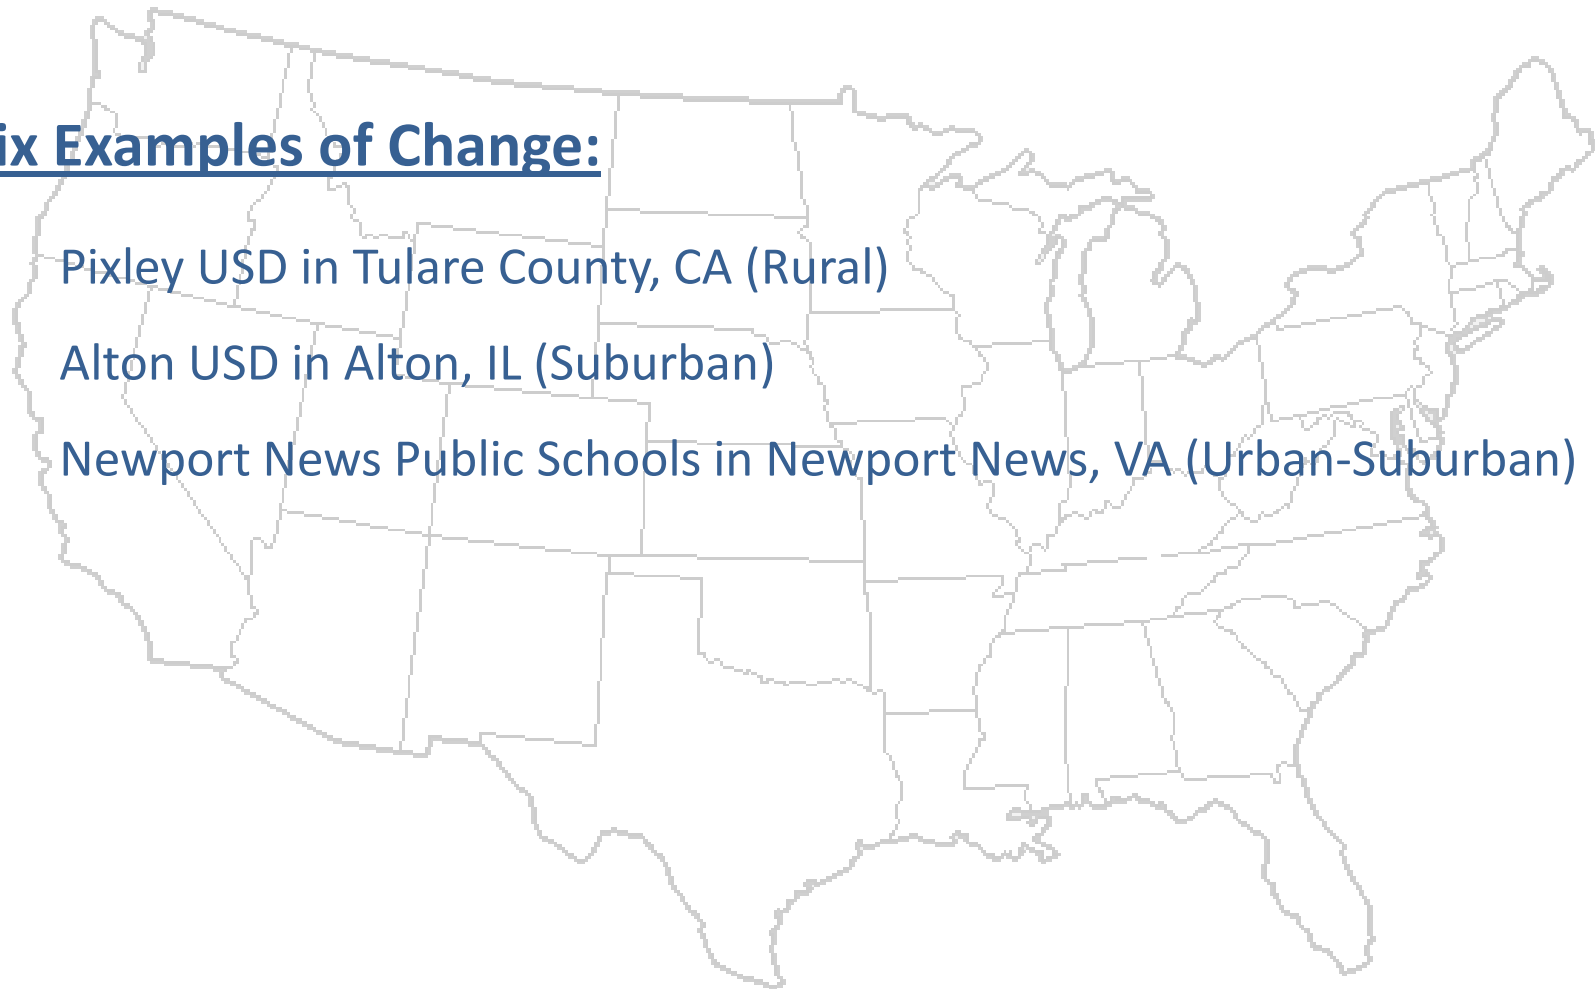 ix Examples of Change:
Pixley USD in Tulare County, CA (Rural)
Alton USD in Alton, IL (Suburban)
Newport News Public Schools in Newport News, VA (Urban-Suburban)